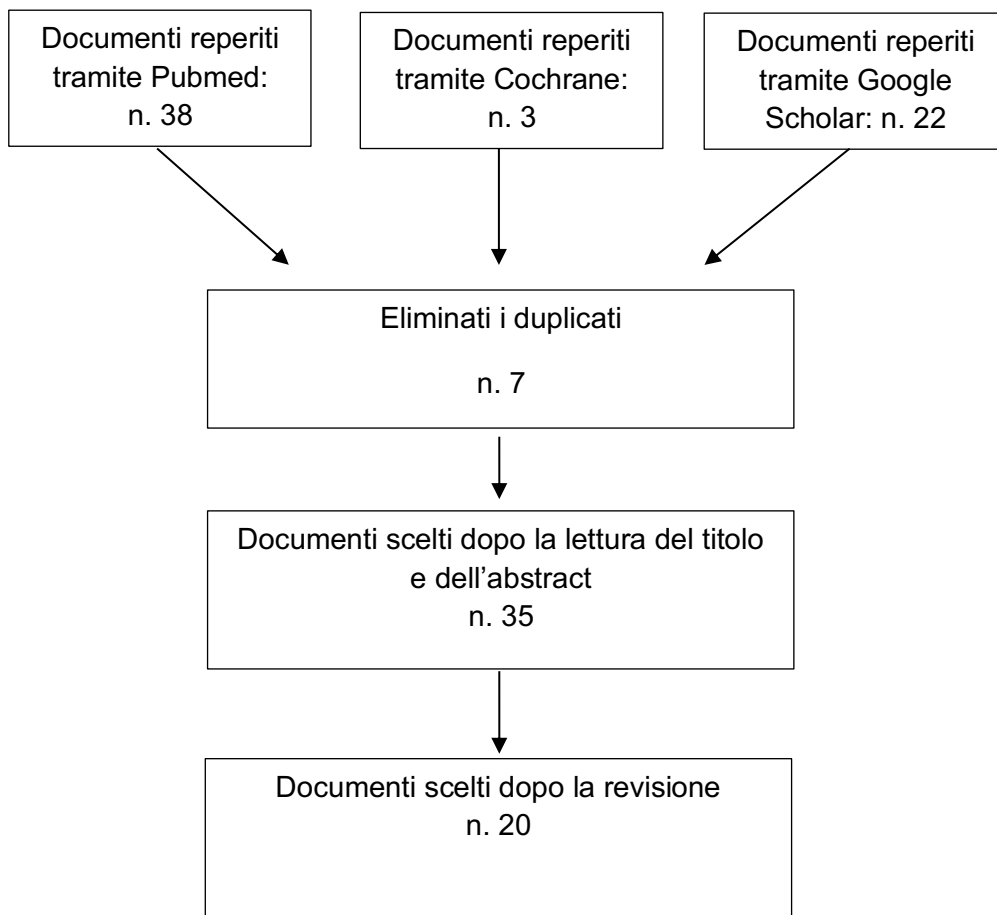 Documenti reperiti
tramite Pubmed:
n. 38
Documenti reperiti
tramite Cochrane:
n. 3
Documenti reperiti
tramite Google
Scholar: n. 22
Eliminati i duplicati
n. 7
Documenti scelti dopo la lettura del titolo
e dell’abstract
n. 35
Documenti scelti dopo la revisione
n. 20